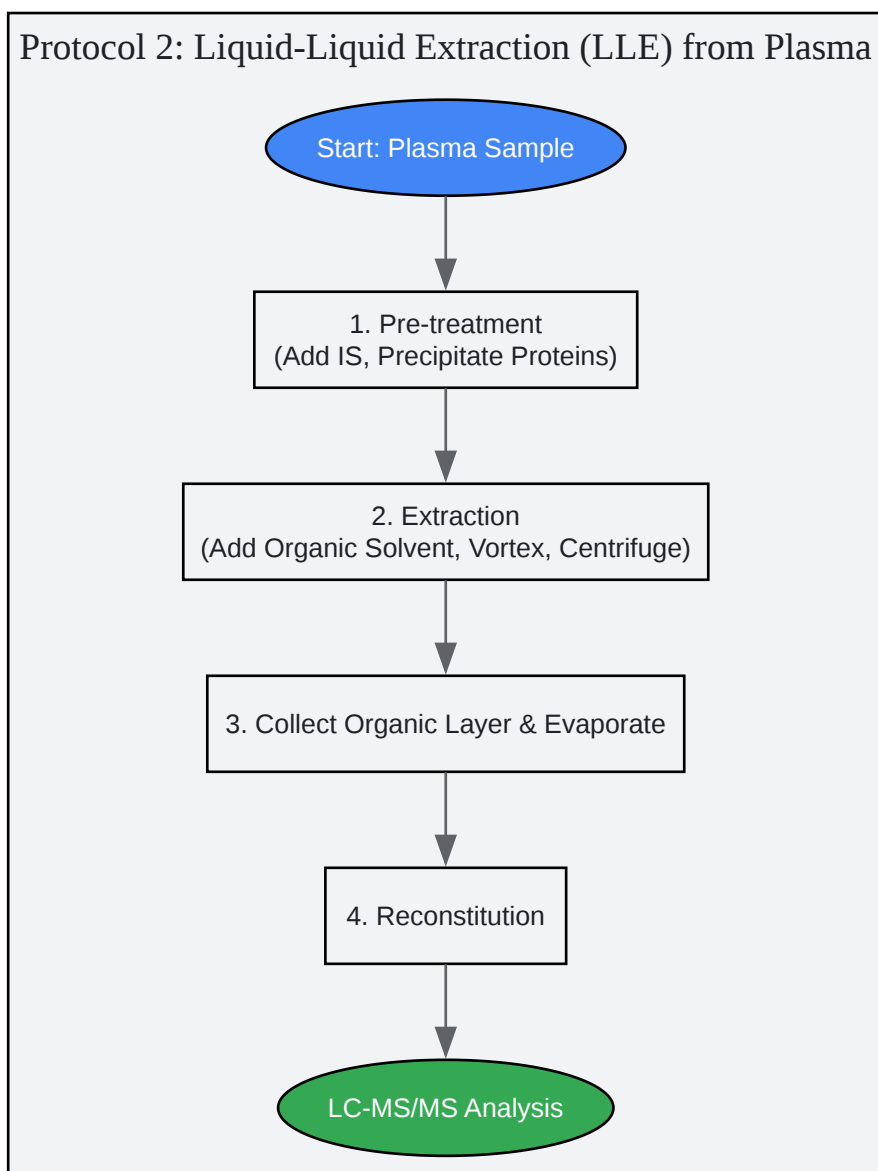 Protocol 2: Liquid-Liquid Extraction (LLE) from Plasma
Start: Plasma Sample
1. Pre-treatment
(Add IS, Precipitate Proteins)
2. Extraction
(Add Organic Solvent, Vortex, Centrifuge)
3. Collect Organic Layer & Evaporate
4. Reconstitution
LC-MS/MS Analysis